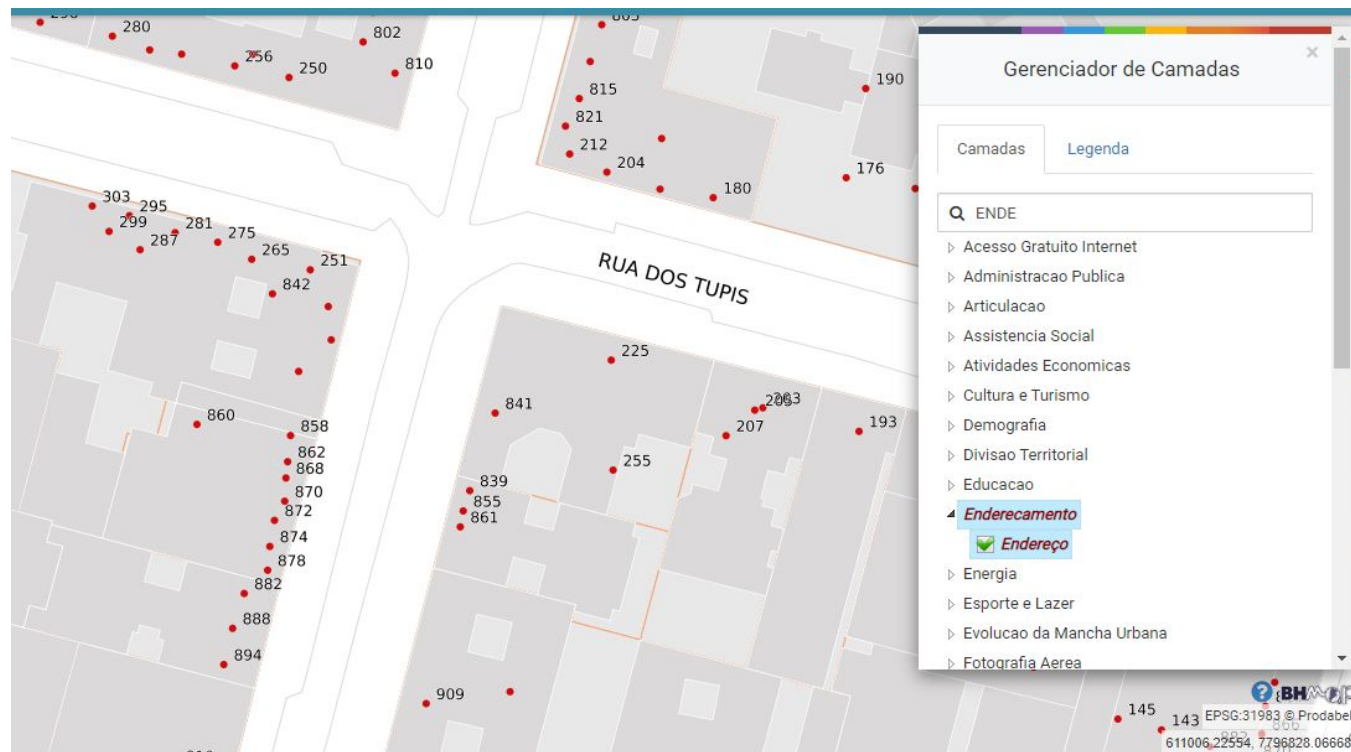 280
256
250
802
810
815
821
212
204
180
190
176
303
295
299
281
287
275
265
251
842
RUA DOS TUPIS
225
841
207
193
255
860
858
862
868
870
872
874
878
882
888
894
839
855
861
909
145
143
Gerenciador de Camadas
×
Camadas
Legenda
ENDE
Acesso Gratuito Internet
Administracao Publica
Articulacao
Assistencia Social
Atividades Economicas
Cultura e Turismo
Demografia
Divisao Territorial
Educacao
Enderecamento
Endereço
Energia
Esporte e Lazer
Evolucao da Mancha Urbana
Fotografia Aerea
? BHmap
EPSG:31983 © Prodabel
611006.22554, 7796828.06668